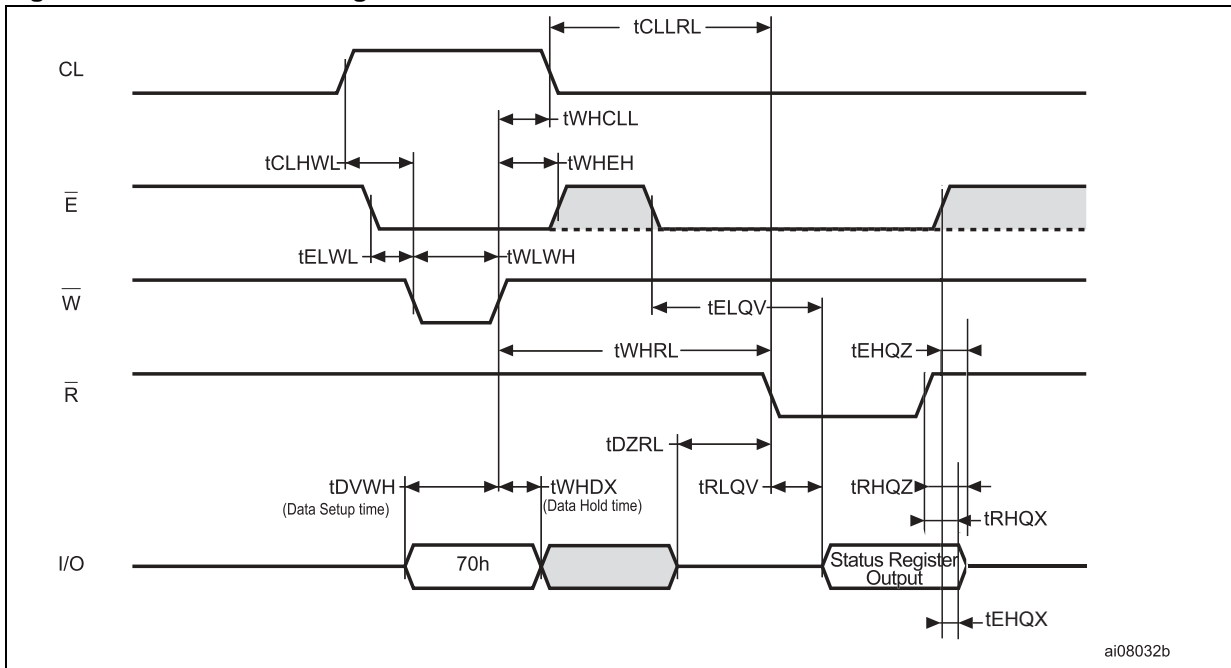 tCLLRL
CL
tWHCLL
tCLHWL
tWHEH
E
tELWL
tWLWH
W
tELQV
tWHRL
tEHQZ
R
tDZRL
tDVWH
(Data Setup time)
tWHDX
(Data Hold time)
tRLQV
tRHQZ
tRHQX
I/O
70h
Status Register
Output
tEHQX
ai08032b